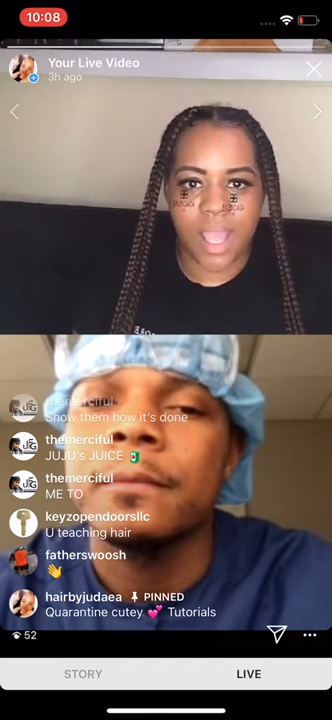 10:08
Your Live Video
3h ago
themerciful
Show them how it's done
themerciful
JUJU's JUICE
themerciful
ME TO
keyzopendoorsllc
U teaching hair
fatherswoosh
hairbyjudaea PINNED
Quarantine cutey 💕 Tutorials
52
STORY
LIVE